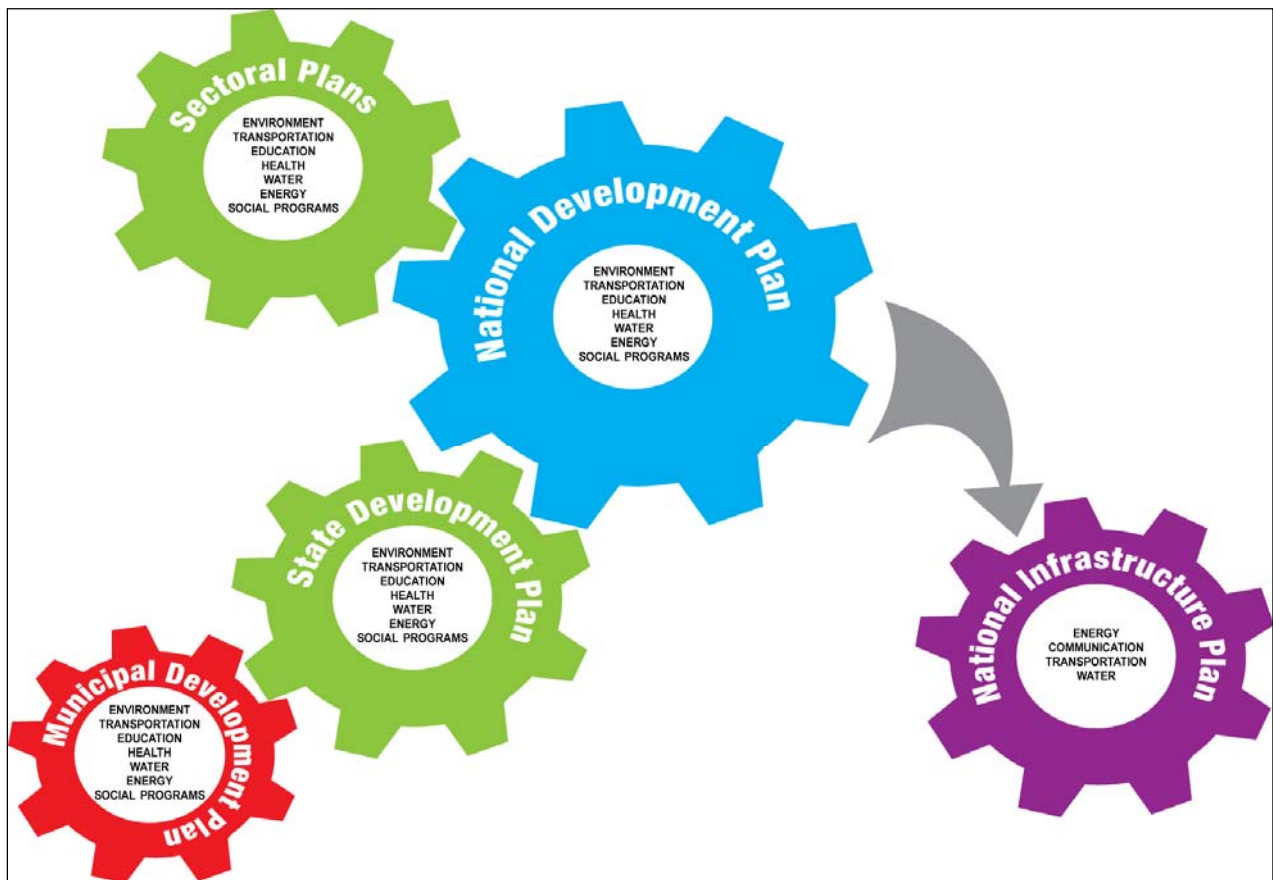 Sectoral Plans
ENVIRONMENT
TRANSPORTATION
EDUCATION
HEALTH
WATER
ENERGY
SOCIAL PROGRAMS
National Development Plan
ENVIRONMENT
TRANSPORTATION
EDUCATION
HEALTH
WATER
ENERGY
SOCIAL PROGRAMS
State Development Plan
ENVIRONMENT
TRANSPORTATION
EDUCATION
HEALTH
WATER
ENERGY
SOCIAL PROGRAMS
Municipal Development Plan
ENVIRONMENT
TRANSPORTATION
EDUCATION
HEALTH
WATER
ENERGY
SOCIAL PROGRAMS
National Infrastructure Plan
ENERGY
COMMUNICATION
TRANSPORTATION
WATER